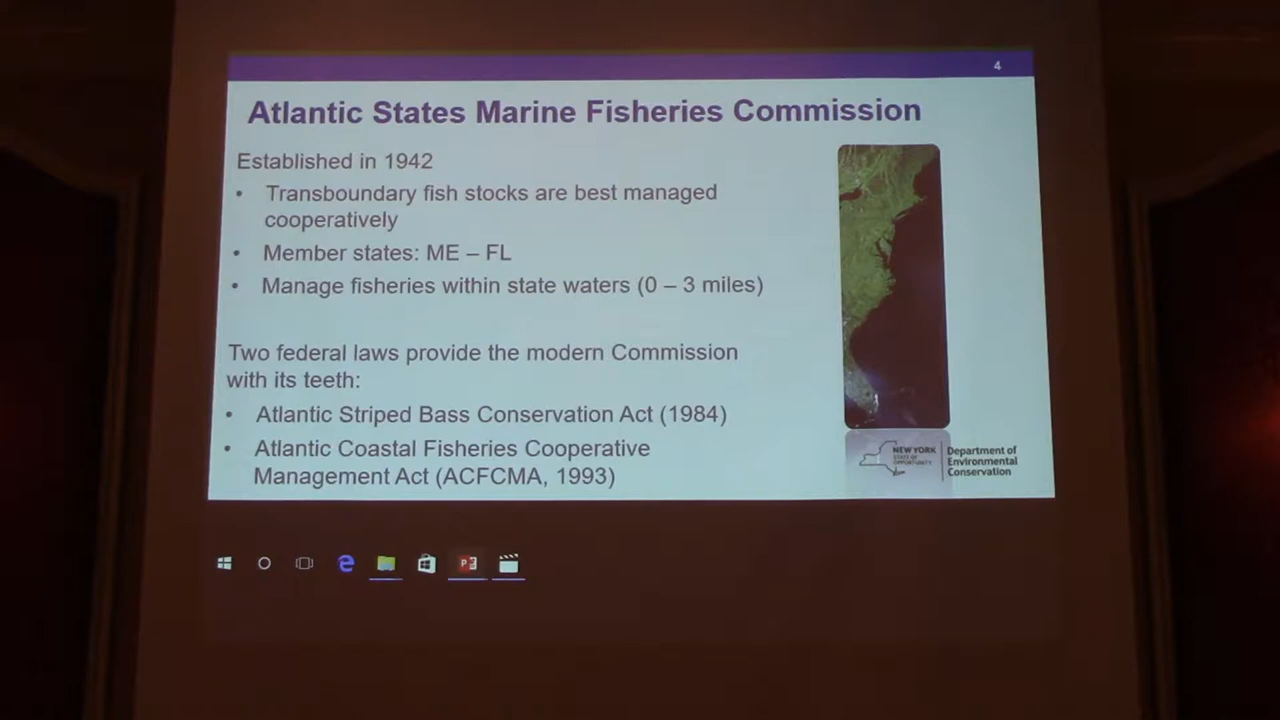 4
Atlantic States Marine Fisheries Commission
Established in 1942
• Transboundary fish stocks are best managed
cooperatively
• Member states: ME – FL
• Manage fisheries within state waters (0 – 3 miles)
Two federal laws provide the modern Commission
with its teeth:
• Atlantic Striped Bass Conservation Act (1984)
• Atlantic Coastal Fisheries Cooperative
Management Act (ACFCMA, 1993)
NEW YORK
STATE OF
OPPORTUNITY
Department of
Environmental
Conservation